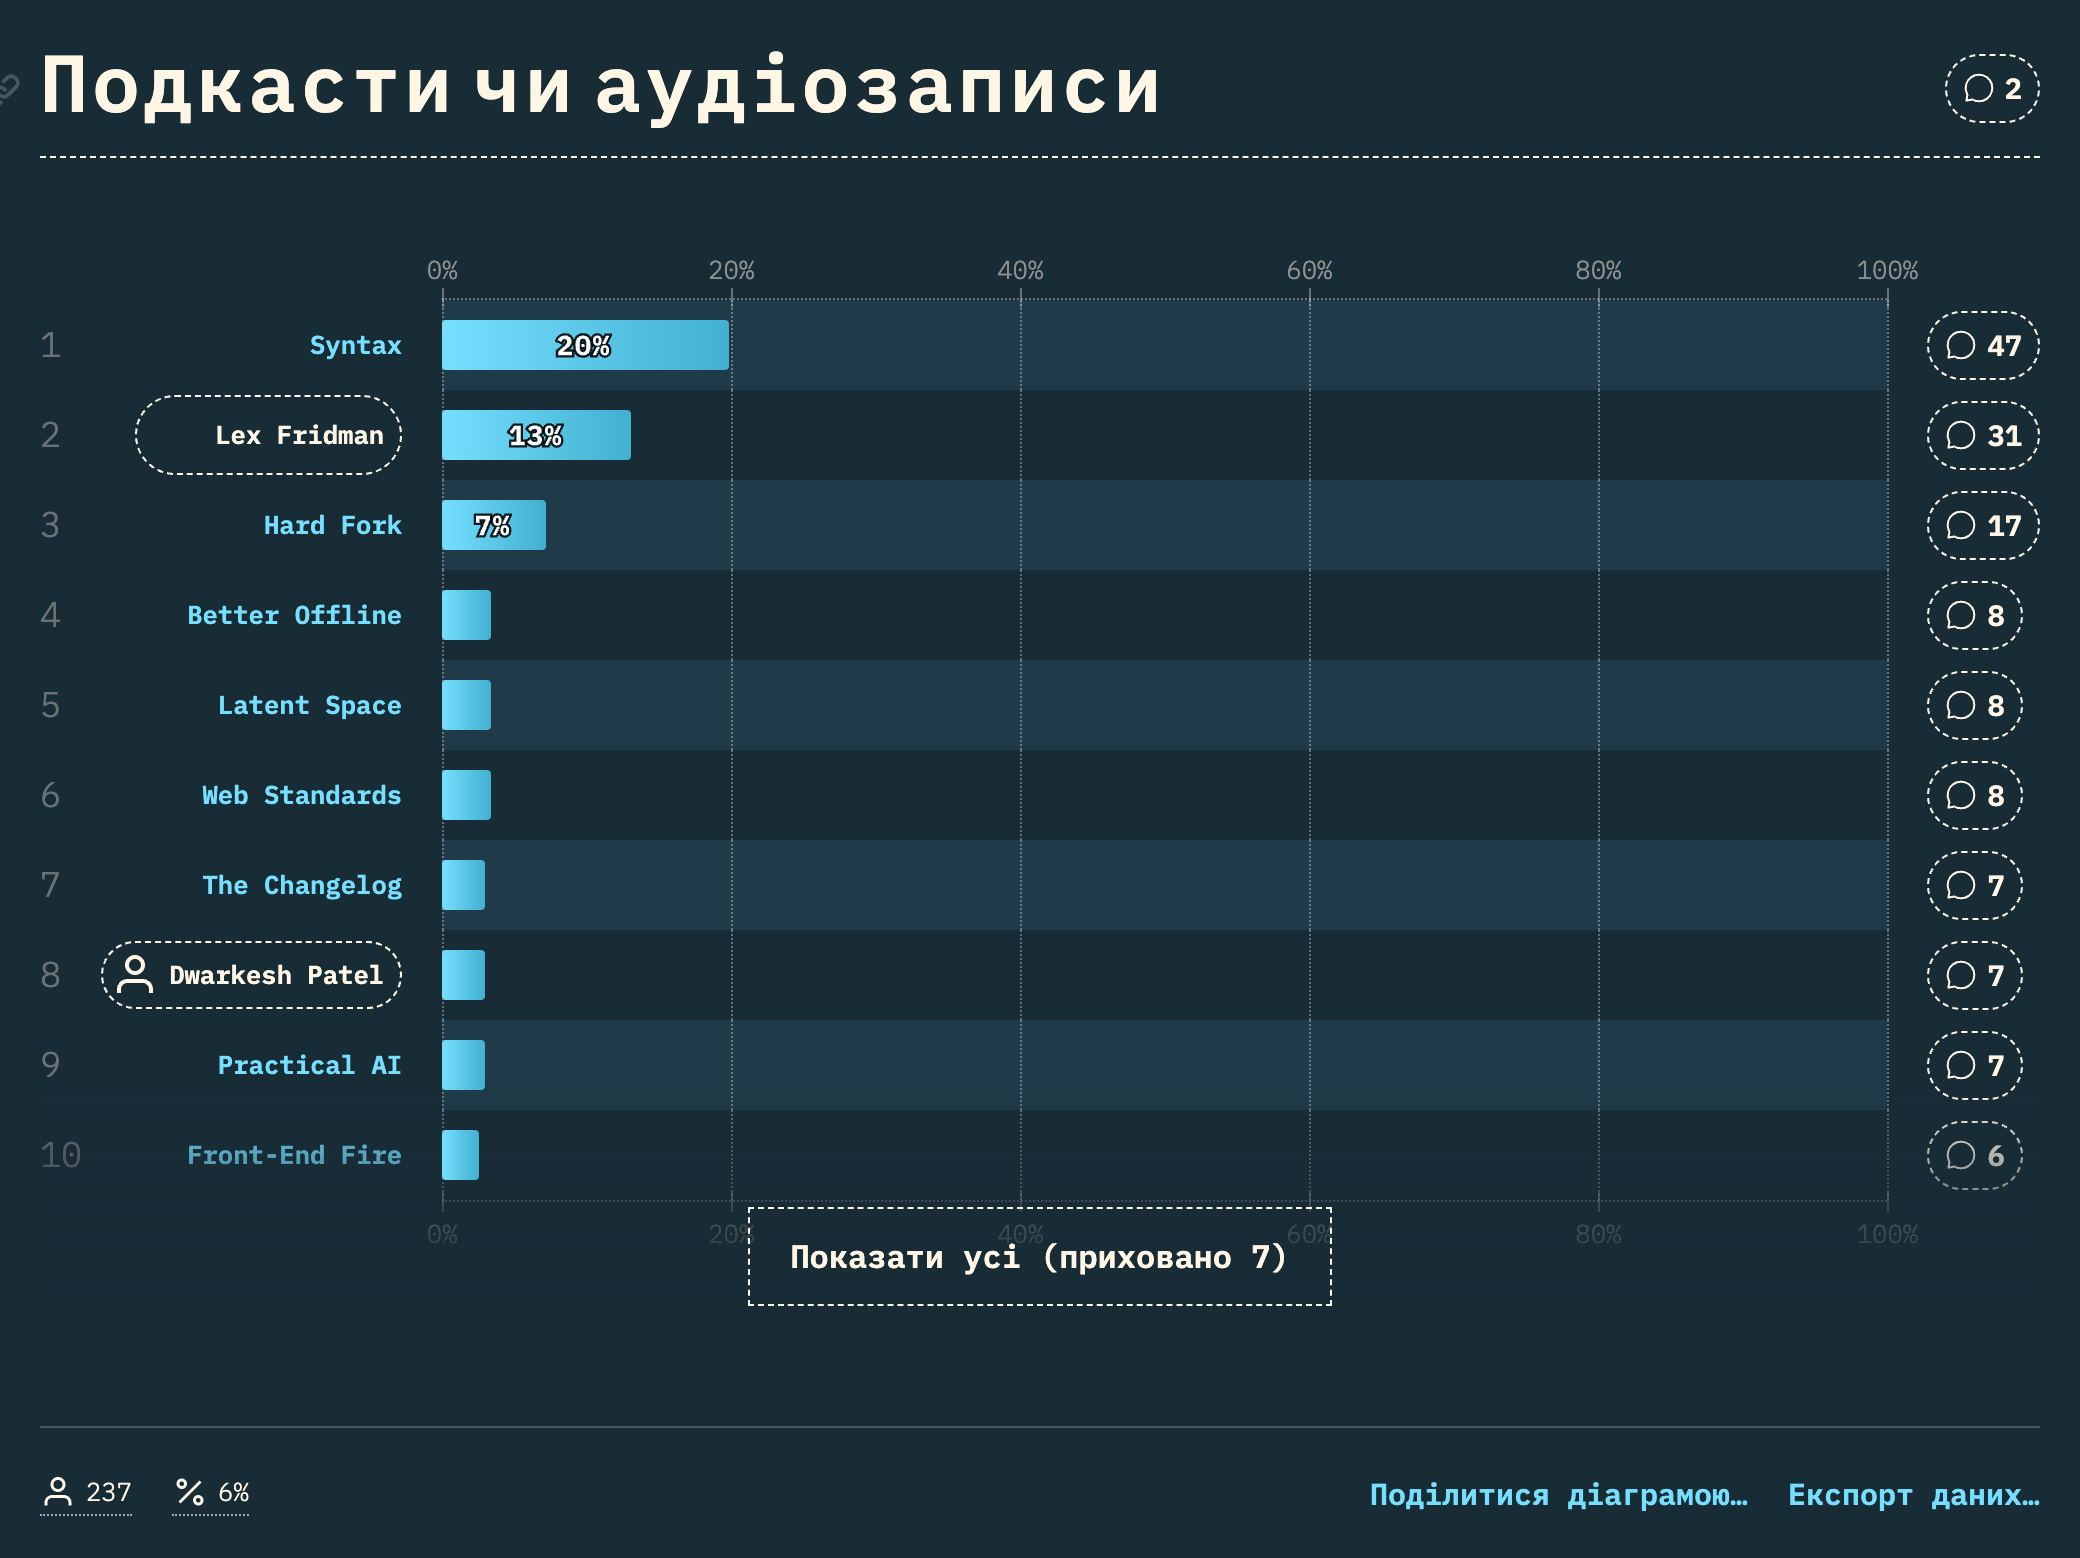 Подкасти чи аудіозаписи
2
0% 20% 40% 60% 80% 100%
1 Syntax 20% 47
2 Lex Fridman 13% 31
3 Hard Fork 7% 17
4 Better Offline 8
5 Latent Space 8
6 Web Standards 8
7 The Changelog 7
8 Dwarkesh Patel 7
9 Practical AI 7
10 Front-End Fire 6
0% 20% 40% 60% 80% 100%
Показати усі (приховано 7)
237 6% Поділитися діаграмою… Експорт даних…